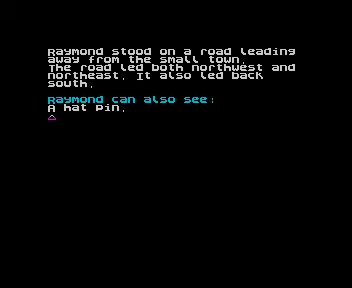 Raymond stood on a road leading
away from the small town.
The road led both northwest and
northeast. It also led back
south.
Raymond can also see:
A hat pin.